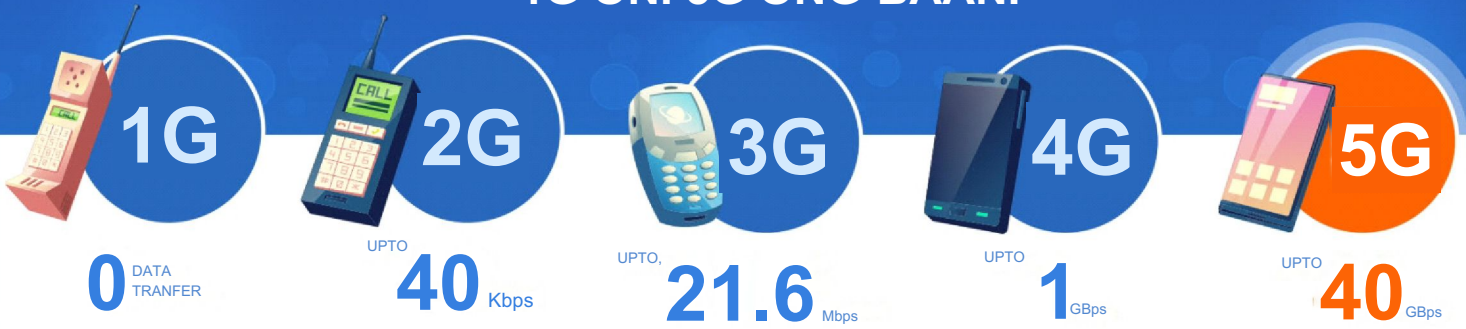 1G
2G
3G
4G
5G
CALL
CALL
0 DATA TRANFER
UPTO 40 Kbps
UPTO, 21.6 Mbps
UPTO 1 GBps
UPTO 40 GBps